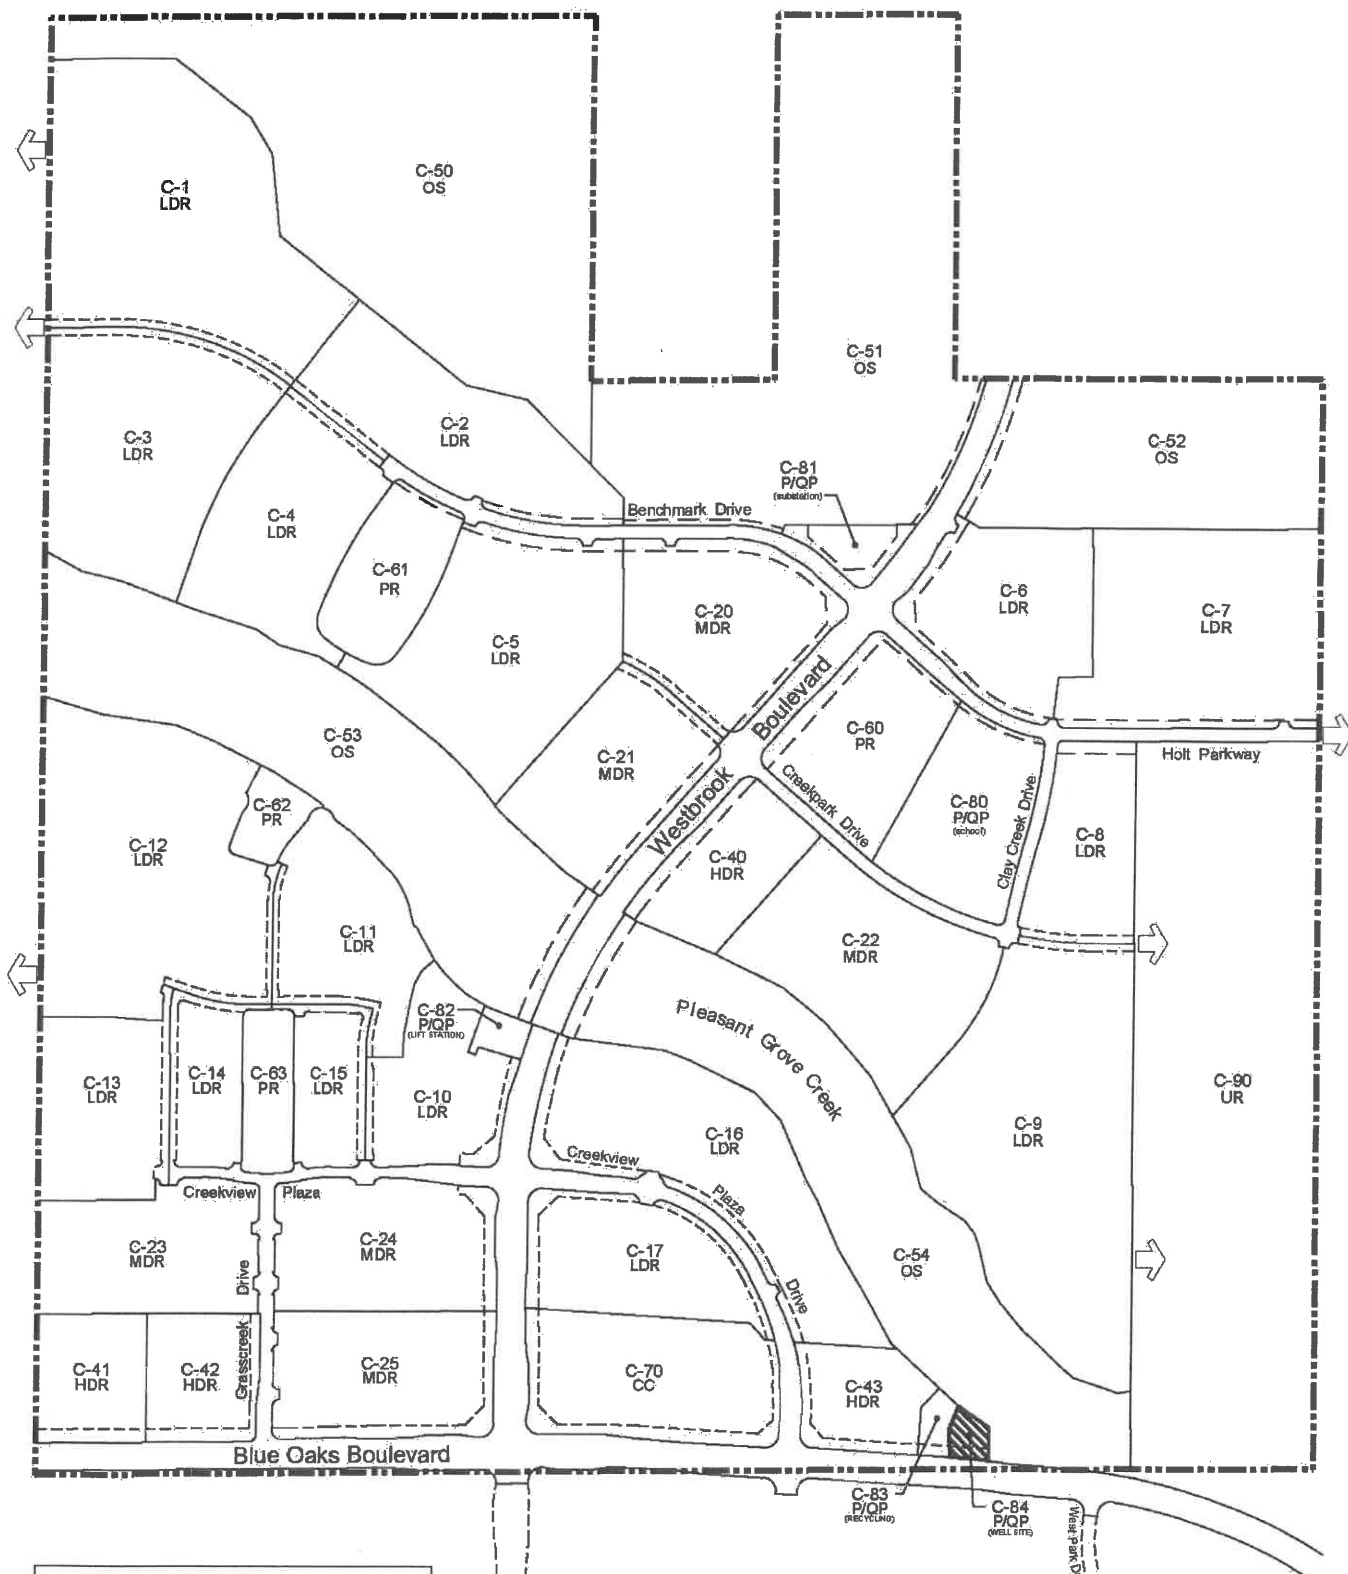 C-50
OS
C-1
LDR
C-51
OS
C-2
LDR
C-3
LDR
C-52
OS
C-81
P/QP
(substation)
Benchmark Drive
C-4
LDR
C-61
PR
C-6
LDR
C-7
LDR
C-20
MDR
C-5
LDR
Westbrook Boulevard
C-60
PR
C-53
OS
C-21
MDR
Holt Parkway
Creekpark Drive
C-80
P/QP
(school)
Clay Creek Drive
C-62
PR
C-12
LDR
C-8
LDR
C-40
HDR
C-11
LDR
C-22
MDR
C-82
P/QP
(LIFT STATION)
Pleasant Grove Creek
C-13
LDR
C-14
LDR
C-63
PR
C-15
LDR
C-10
LDR
C-90
UR
C-16
LDR
C-9
LDR
Creekview Plaza Drive
Creekview Plaza
C-23
MDR
C-24
MDR
C-17
LDR
C-54
OS
Grasscreek Drive
C-41
HDR
C-42
HDR
C-25
MDR
C-70
CC
C-43
HDR
Blue Oaks Boulevard
C-83
P/QP
(RECYCLING)
C-84
P/QP
(WELL SITE)
West Park D